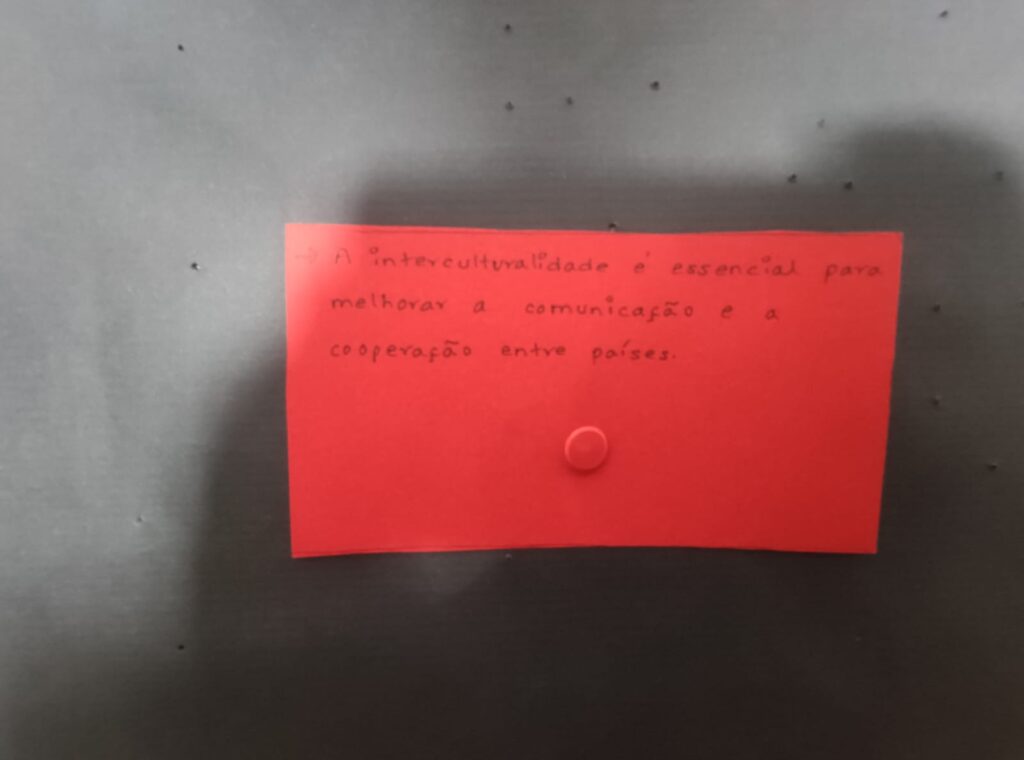 → A interculturalidade é essencial para
melhorar a comunicação e a
cooperação entre países.